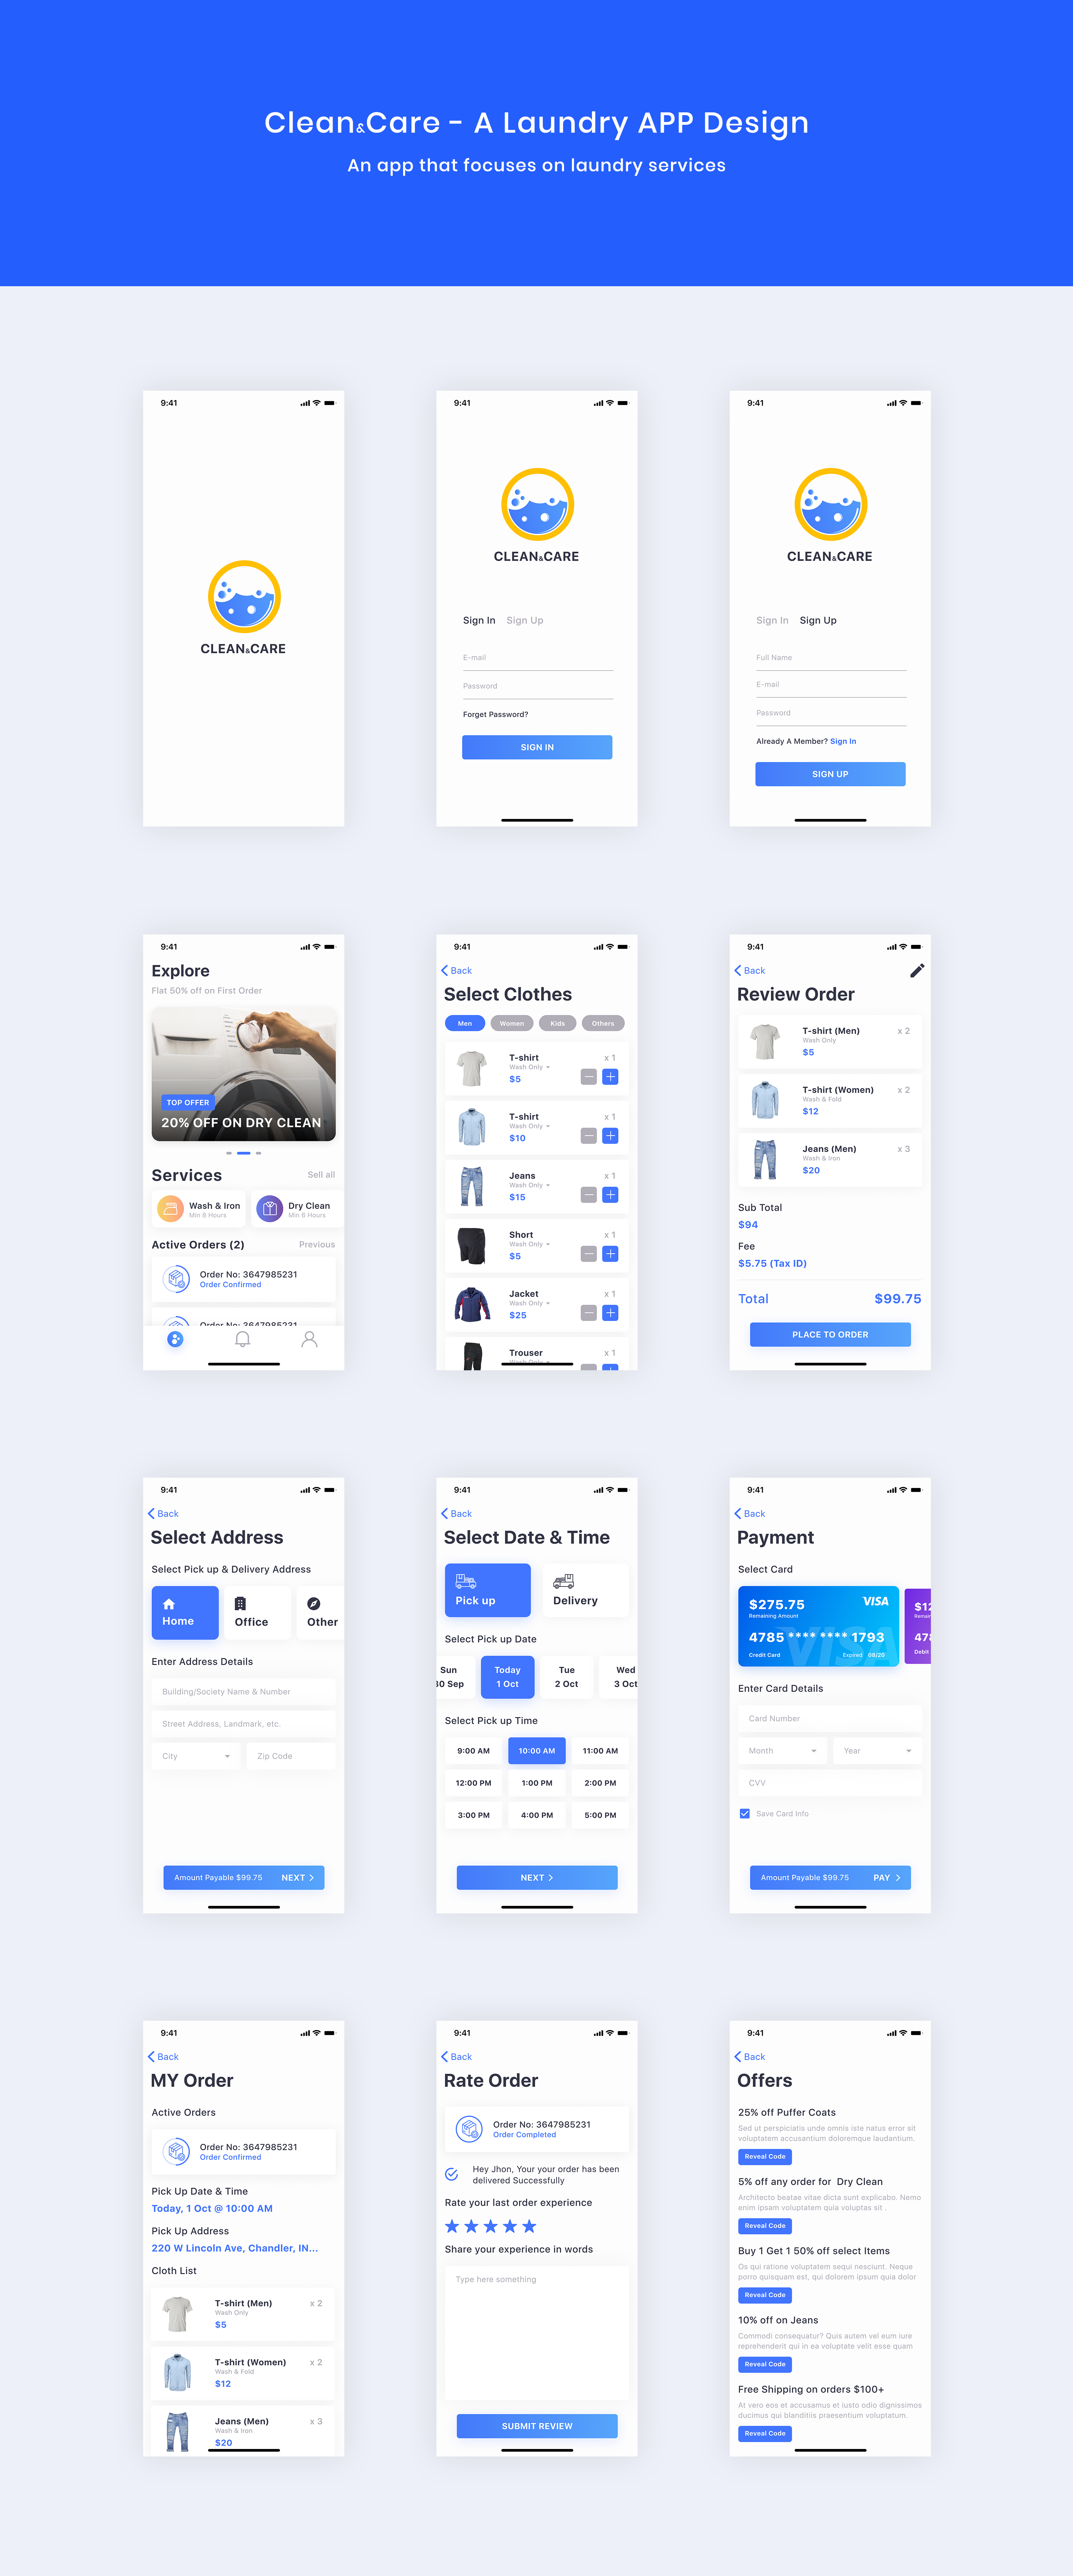 Clean&Care - A Laundry APP Design
An app that focuses on laundry services
9:41
CLEAN&CARE
9:41
CLEAN&CARE
Sign In Sign Up
E-mail
Password
Forget Password?
SIGN IN
9:41
CLEAN&CARE
Sign In Sign Up
Full Name
E-mail
Password
Already A Member? Sign In
SIGN UP
9:41
Explore
Flat 50% off on First Order
TOP OFFER
20% OFF ON DRY CLEAN
Services Sell all
Wash & Iron
Min 8 Hours
Dry Clean
Min 6 Hours
Active Orders (2) Previous
Order No: 3647985231
Order Confirmed
Order No: 3647985231
9:41
Back
Select Clothes
Men Women Kids Others
T-shirt x 1
Wash Only
$5
T-shirt x 1
Wash Only
$10
Jeans x 1
Wash Only
$15
Short x 1
Wash Only
$5
Jacket x 1
Wash Only
$25
Trouser x 1
Wash Only
9:41
Back
Review Order
T-shirt (Men) x 2
Wash Only
$5
T-shirt (Women) x 2
Wash & Fold
$12
Jeans (Men) x 3
Wash & Iron
$20
Sub Total
$94
Fee
$5.75 (Tax ID)
Total $99.75
PLACE TO ORDER
9:41
Back
Select Address
Select Pick up & Delivery Address
Home Office Other
Enter Address Details
Building/Society Name & Number
Street Address, Landmark, etc.
City Zip Code
Amount Payable $99.75 NEXT
9:41
Back
Select Date & Time
Pick up Delivery
Select Pick up Date
Sun Today Tue Wed
30 Sep 1 Oct 2 Oct 3 Oct
Select Pick up Time
9:00 AM 10:00 AM 11:00 AM
12:00 PM 1:00 PM 2:00 PM
3:00 PM 4:00 PM 5:00 PM
NEXT
9:41
Back
Payment
Select Card
$275.75 VISA
Remaining Amount
4785 **** **** 1793
Credit Card Expired 08/20
VISA
$12
Remain
478
Debit
Enter Card Details
Card Number
Month Year
CVV
Save Card Info
Amount Payable $99.75 PAY
9:41
Back
MY Order
Active Orders
Order No: 3647985231
Order Confirmed
Pick Up Date & Time
Today, 1 Oct @ 10:00 AM
Pick Up Address
220 W Lincoln Ave, Chandler, IN...
Cloth List
T-shirt (Men) x 2
Wash Only
$5
T-shirt (Women) x 2
Wash & Fold
$12
Jeans (Men) x 3
Wash & Iron
$20
9:41
Back
Rate Order
Order No: 3647985231
Order Completed
Hey Jhon, Your your order has been
delivered Successfully
Rate your last order experience
Share your experience in words
Type here something
SUBMIT REVIEW
9:41
Back
Offers
25% off Puffer Coats
Sed ut perspiciatis unde omnis iste natus error sit
voluptatem accusantium doloremque laudantium.
Reveal Code
5% off any order for Dry Clean
Architecto beatae vitae dicta sunt explicabo. Nemo
enim ipsam voluptatem quia voluptas sit .
Reveal Code
Buy 1 Get 1 50% off select Items
Os qui ratione voluptatem sequi nesciunt. Neque
porro quisquam est, qui dolorem ipsum quia dolor
Reveal Code
10% off on Jeans
Commodi consequatur? Quis autem vel eum iure
reprehenderit qui in ea voluptate velit esse quam
Reveal Code
Free Shipping on orders $100+
At vero eos et accusamus et iusto odio dignissimos
ducimus qui blanditiis praesentium voluptatum.
Reveal Code